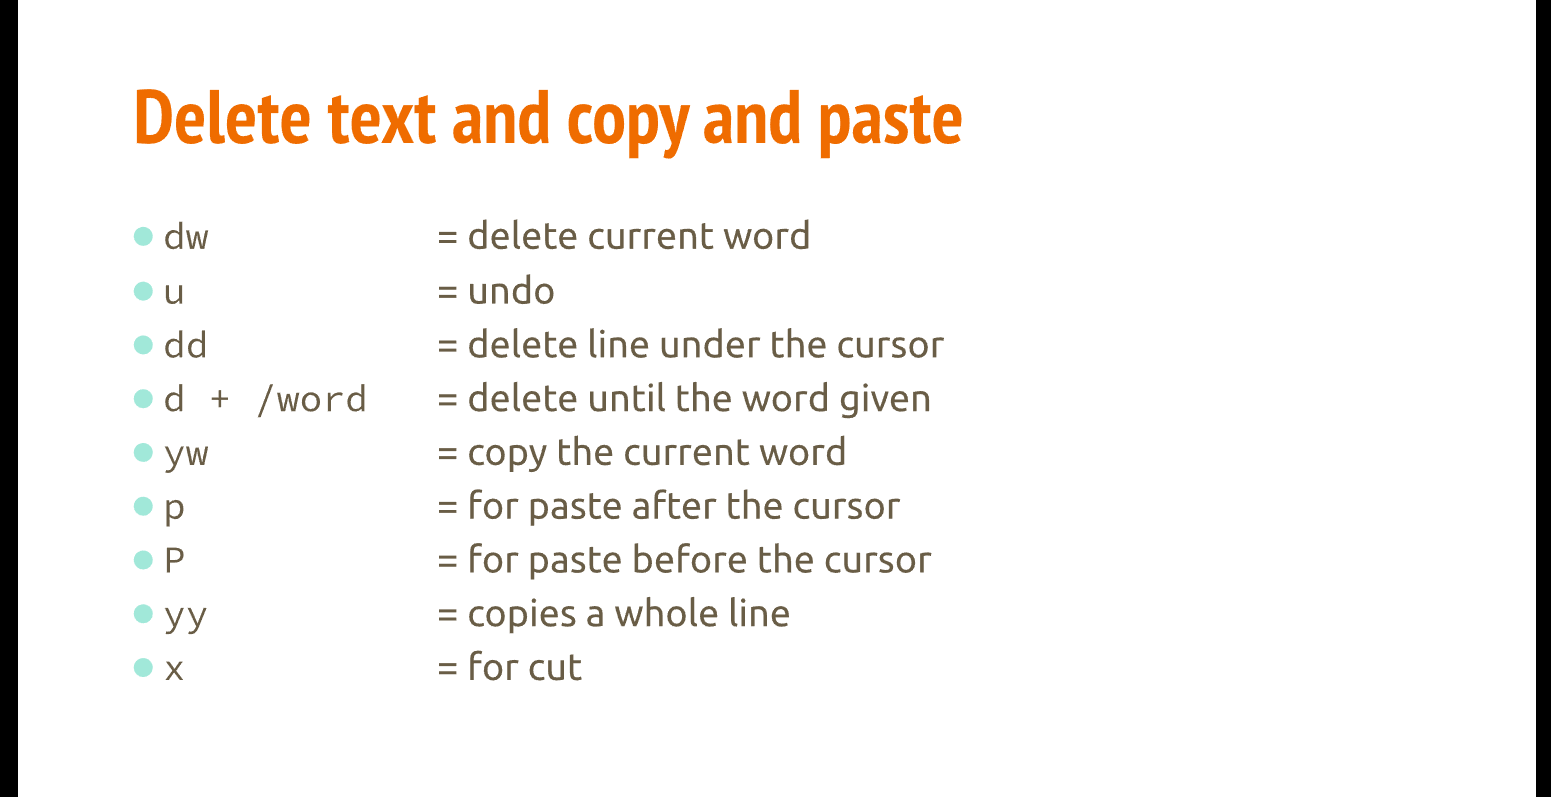 Delete text and copy and paste
dw = delete current word
u = undo
dd = delete line under the cursor
d + /word = delete until the word given
yw = copy the current word
p = for paste after the cursor
P = for paste before the cursor
yy = copies a whole line
x = for cut